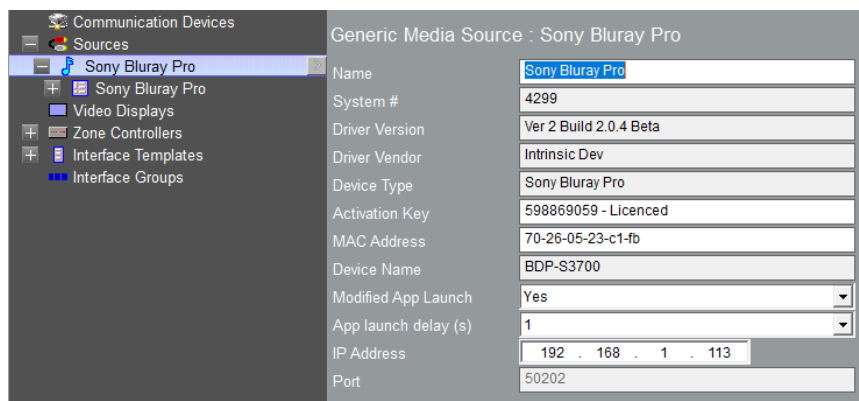 Communication Devices
Sources
Sony Bluray Pro
Sony Bluray Pro
Video Displays
Zone Controllers
Interface Templates
Interface Groups
Generic Media Source : Sony Bluray Pro
Name Sony Bluray Pro
System # 4299
Driver Version Ver 2 Build 2.0.4 Beta
Driver Vendor Intrinsic Dev
Device Type Sony Bluray Pro
Activation Key 598869059 - Licenced
MAC Address 70-26-05-23-c1-fb
Device Name BDP-S3700
Modified App Launch Yes
App launch delay (s) 1
IP Address 192 . 168 . 1 . 113
Port 50202